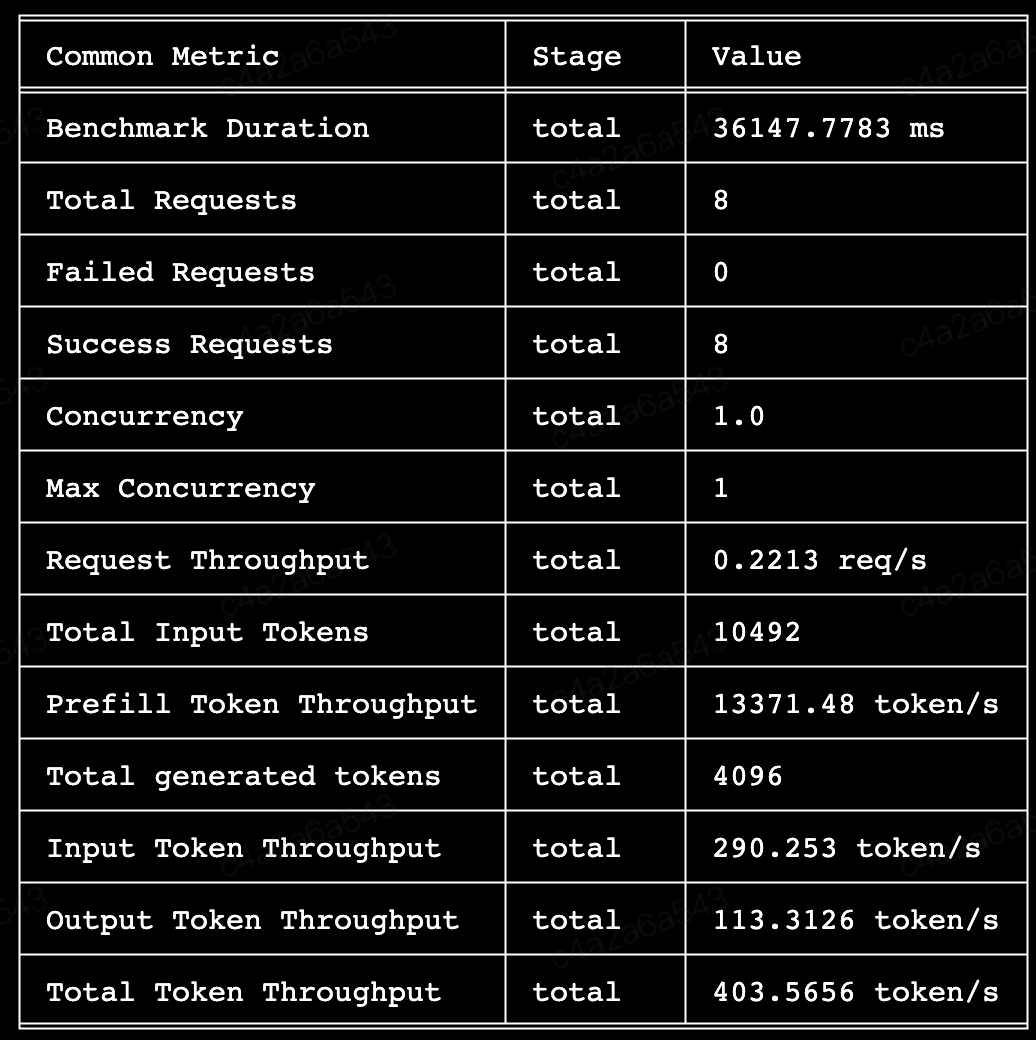 Common Metric Stage Value
Benchmark Duration total 36147.7783 ms
Total Requests total 8
Failed Requests total 0
Success Requests total 8
Concurrency total 1.0
Max Concurrency total 1
Request Throughput total 0.2213 req/s
Total Input Tokens total 10492
Prefill Token Throughput total 13371.48 token/s
Total generated tokens total 4096
Input Token Throughput total 290.253 token/s
Output Token Throughput total 113.3126 token/s
Total Token Throughput total 403.5656 token/s
c4a2a6a543